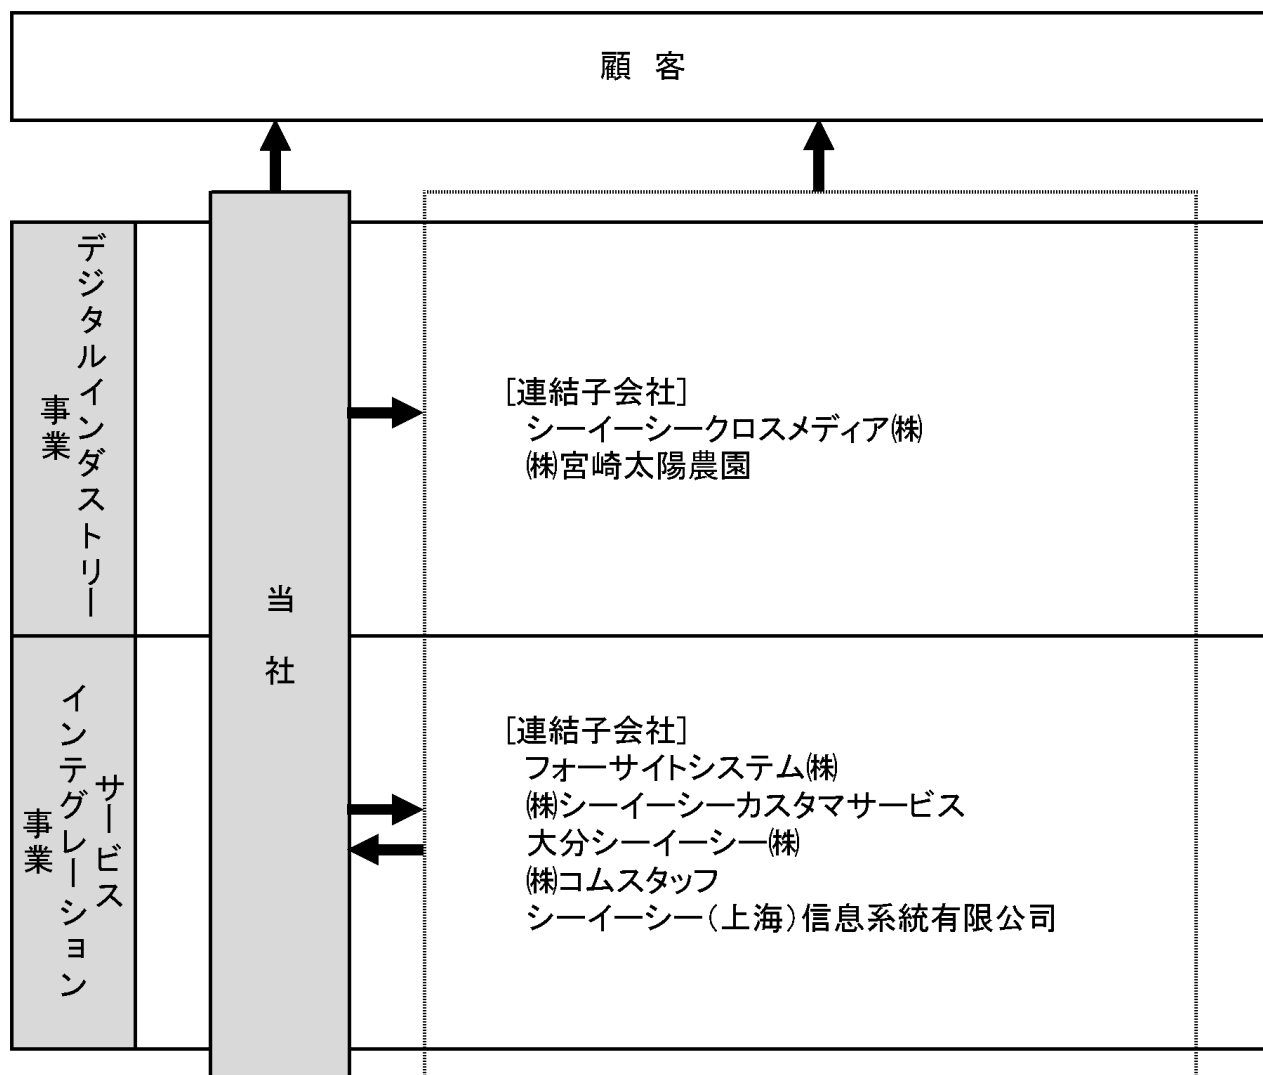 顧 客
デジタルインダストリー
事業
[連結子会社]
シーイーシークロスメディア㈱
㈱宮崎太陽農園
当社
サービス
インテグレーション
事業
[連結子会社]
フォーサイトシステム㈱
㈱シーイーシーカスタマサービス
大分シーイーシー㈱
㈱コムスタッフ
シーイーシー(上海)信息系統有限公司